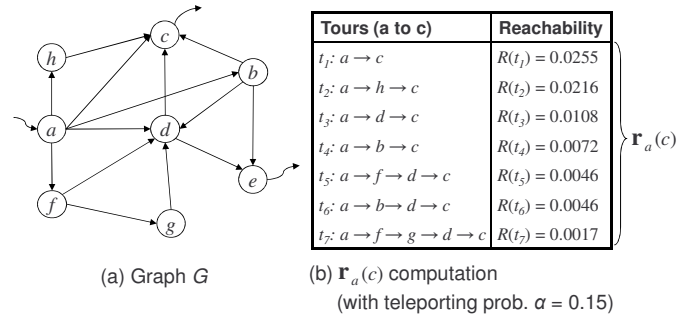 c
h
b
a
d
e
f
g
(a) Graph G
Tours (a to c) Reachability
t₁: a → c R(t₁) = 0.0255
t₂: a → h → c R(t₂) = 0.0216
t₃: a → d → c R(t₃) = 0.0108
t₄: a → b → c R(t₄) = 0.0072
t₅: a → f → d → c R(t₅) = 0.0046
t₆: a → b → d → c R(t₆) = 0.0046
t₇: a → f → g → d → c R(t₇) = 0.0017
rₐ(c)
(b) rₐ(c) computation
(with teleporting prob. α = 0.15)